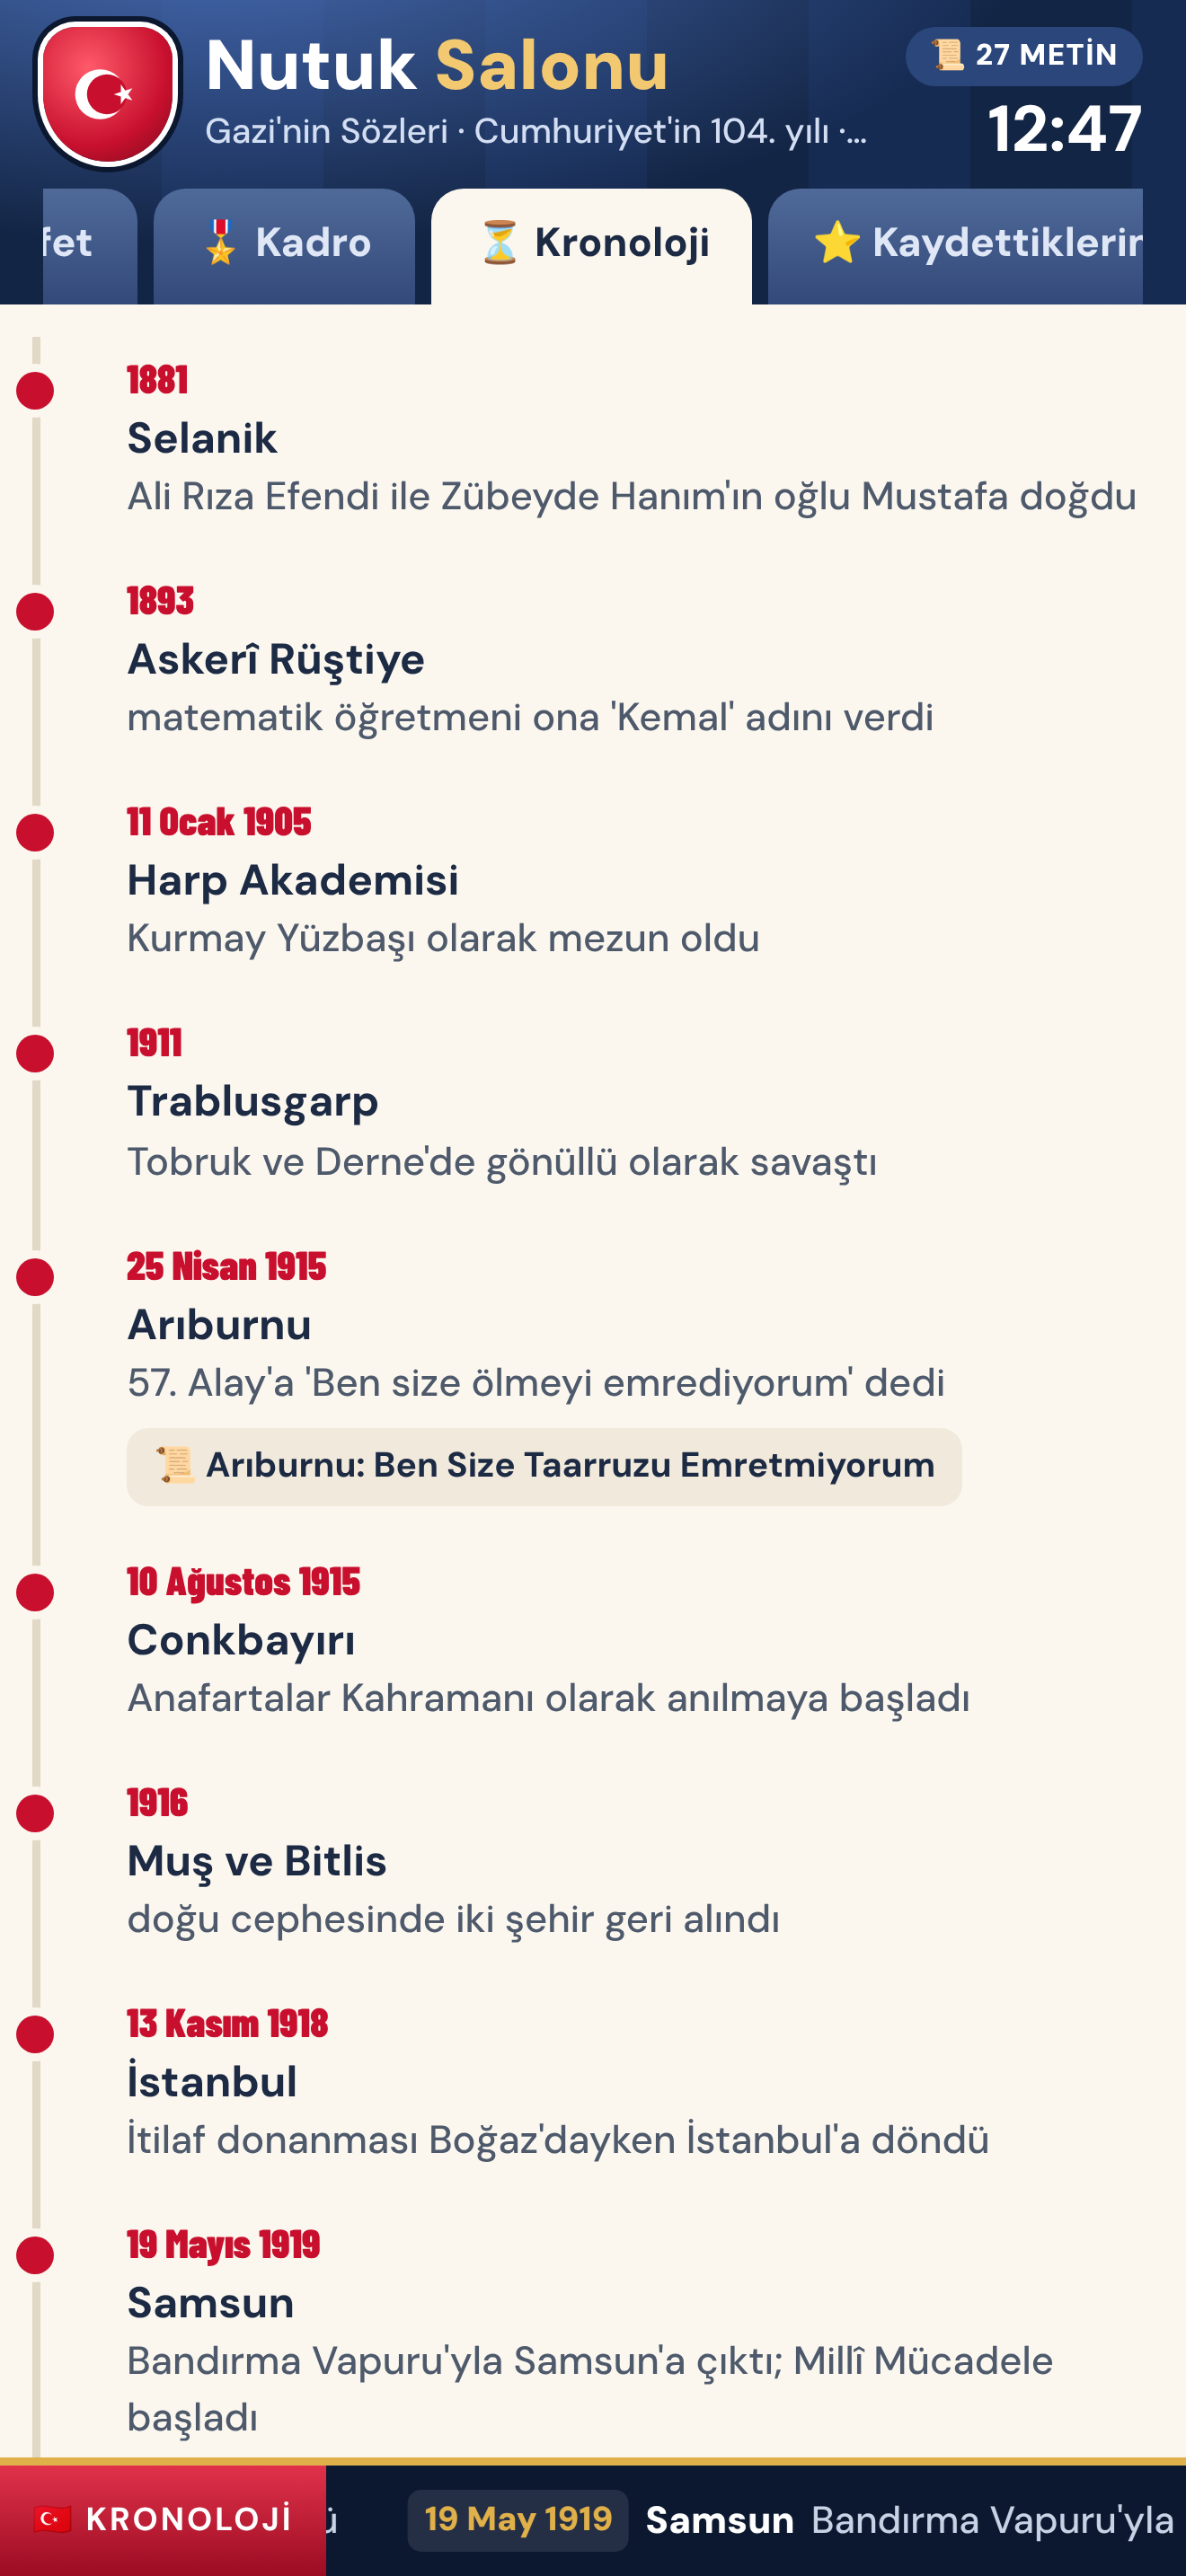 Nutuk Salonu
Gazi'nin Sözleri · Cumhuriyet'in 104. yılı ·...
📜 27 METİN
12:47
fet
🎖️ Kadro
⏳ Kronoloji
⭐ Kaydettikleri
1881
Selanik
Ali Rıza Efendi ile Zübeyde Hanım'ın oğlu Mustafa doğdu
1893
Askerî Rüştiye
matematik öğretmeni ona 'Kemal' adını verdi
11 Ocak 1905
Harp Akademisi
Kurmay Yüzbaşı olarak mezun oldu
1911
Trablusgarp
Tobruk ve Derne'de gönüllü olarak savaştı
25 Nisan 1915
Arıburnu
57. Alay'a 'Ben size ölmeyi emrediyorum' dedi
📜 Arıburnu: Ben Size Taarruzu Emretmiyorum
10 Ağustos 1915
Conkbayırı
Anafartalar Kahramanı olarak anılmaya başladı
1916
Muş ve Bitlis
doğu cephesinde iki şehir geri alındı
13 Kasım 1918
İstanbul
İtilaf donanması Boğaz'dayken İstanbul'a döndü
19 Mayıs 1919
Samsun
Bandırma Vapuru'yla Samsun'a çıktı; Millî Mücadele
başladı
🇹🇷 KRONOLOJİ
ü
19 May 1919 Samsun Bandırma Vapuru'yla